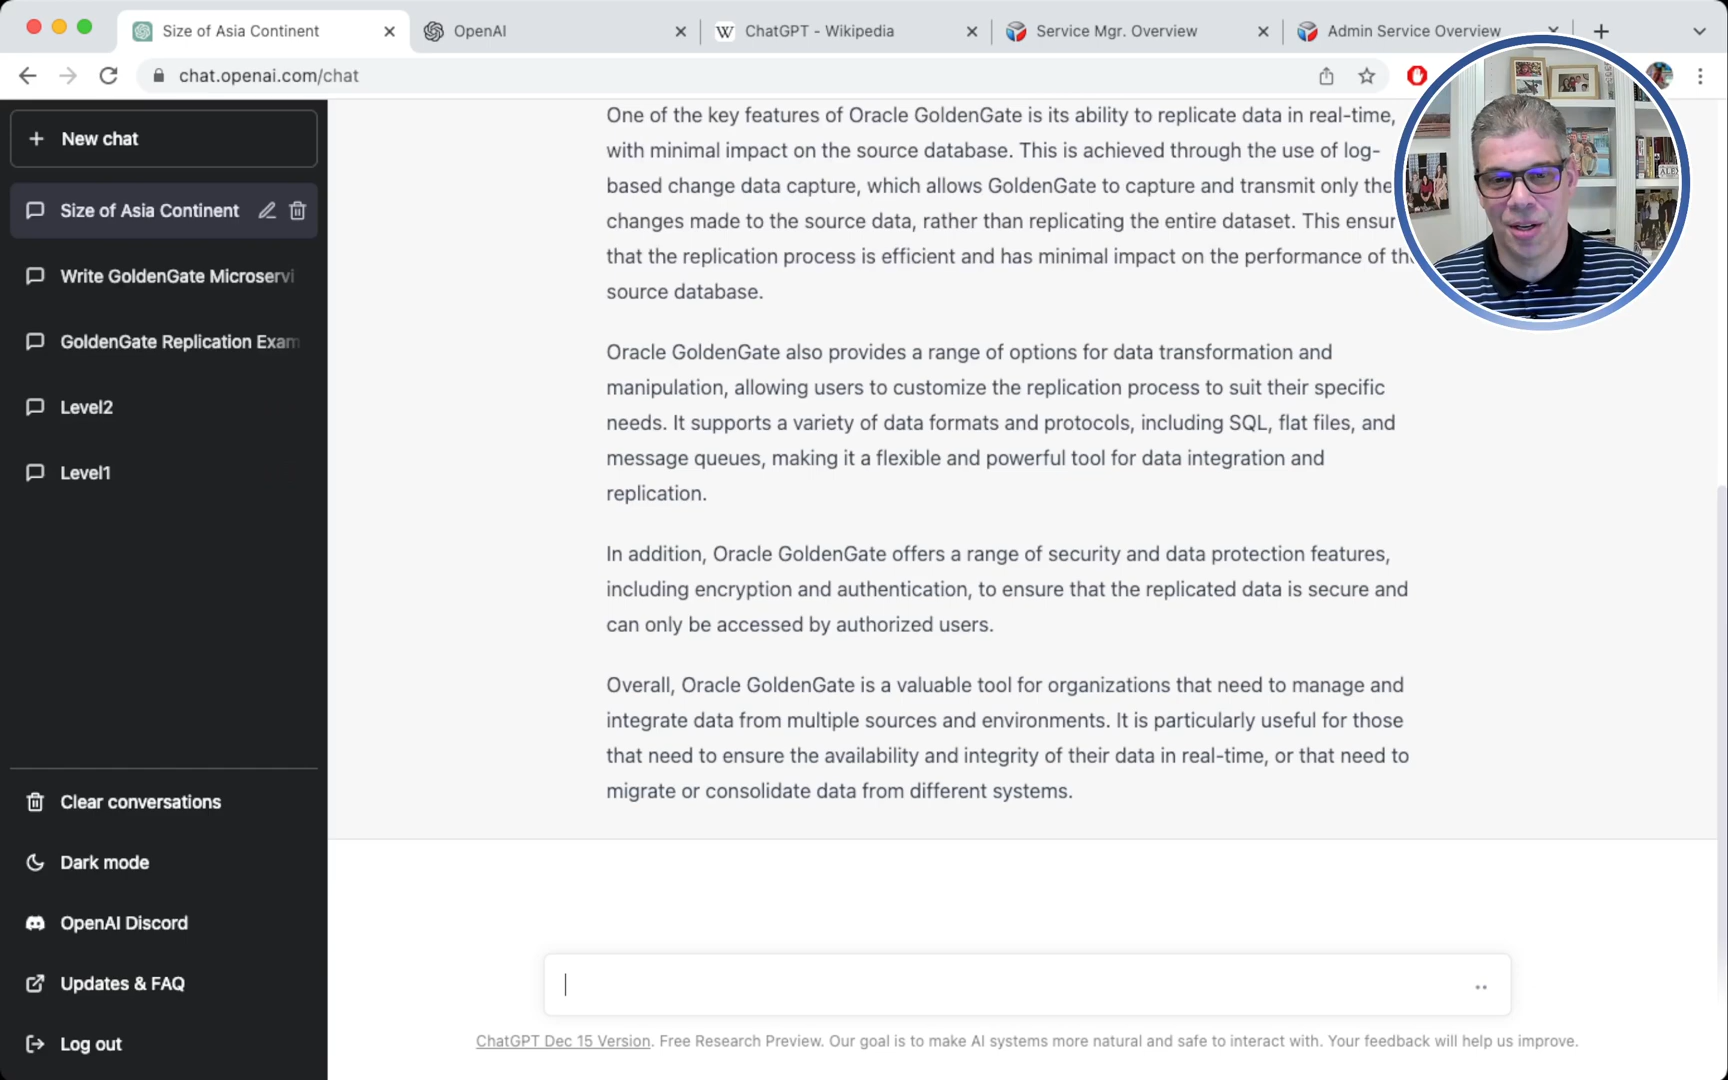 Size of Asia Continent
OpenAI
ChatGPT - Wikipedia
Service Mgr. Overview
Admin Service Overview
chat.openai.com/chat
New chat
Size of Asia Continent
Write GoldenGate Microservi
GoldenGate Replication Exam
Level2
Level1
Clear conversations
Dark mode
OpenAI Discord
Updates & FAQ
Log out
One of the key features of Oracle GoldenGate is its ability to replicate data in real-time,
with minimal impact on the source database. This is achieved through the use of log-
based change data capture, which allows GoldenGate to capture and transmit only the
changes made to the source data, rather than replicating the entire dataset. This ensur
that the replication process is efficient and has minimal impact on the performance of th
source database.
Oracle GoldenGate also provides a range of options for data transformation and
manipulation, allowing users to customize the replication process to suit their specific
needs. It supports a variety of data formats and protocols, including SQL, flat files, and
message queues, making it a flexible and powerful tool for data integration and
replication.
In addition, Oracle GoldenGate offers a range of security and data protection features,
including encryption and authentication, to ensure that the replicated data is secure and
can only be accessed by authorized users.
Overall, Oracle GoldenGate is a valuable tool for organizations that need to manage and
integrate data from multiple sources and environments. It is particularly useful for those
that need to ensure the availability and integrity of their data in real-time, or that need to
migrate or consolidate data from different systems.
ChatGPT Dec 15 Version. Free Research Preview. Our goal is to make AI systems more natural and safe to interact with. Your feedback will help us improve.